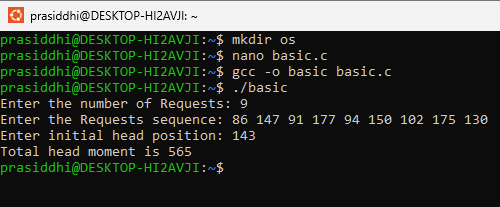 prasiddhi@DESKTOP-HI2AVJI: ~
prasiddhi@DESKTOP-HI2AVJI:~$ mkdir os
prasiddhi@DESKTOP-HI2AVJI:~$ nano basic.c
prasiddhi@DESKTOP-HI2AVJI:~$ gcc -o basic basic.c
prasiddhi@DESKTOP-HI2AVJI:~$ ./basic
Enter the number of Requests: 9
Enter the Requests sequence: 86 147 91 177 94 150 102 175 130
Enter initial head position: 143
Total head moment is 565
prasiddhi@DESKTOP-HI2AVJI:~$